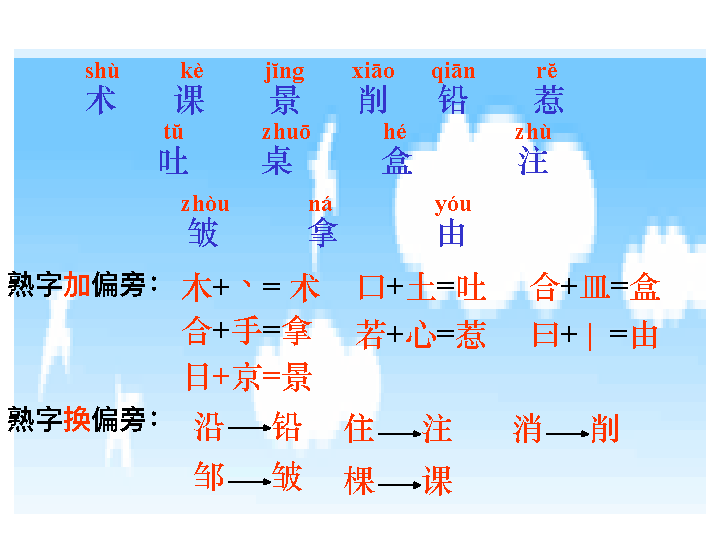 shù kè jǐng xiāo qiān rě
术 课 景 削 铅 惹
tǔ zhuō hé zhù
吐 桌 盒 注
zhòu ná yóu
皱 拿 由
熟字加偏旁： 木+丶= 术 口+土=吐 合+皿=盒
合+手=拿 若+心=惹 曰+｜=由
日+京=景
熟字换偏旁： 沿→铅 住→注 消→削
邹→皱 棵→课